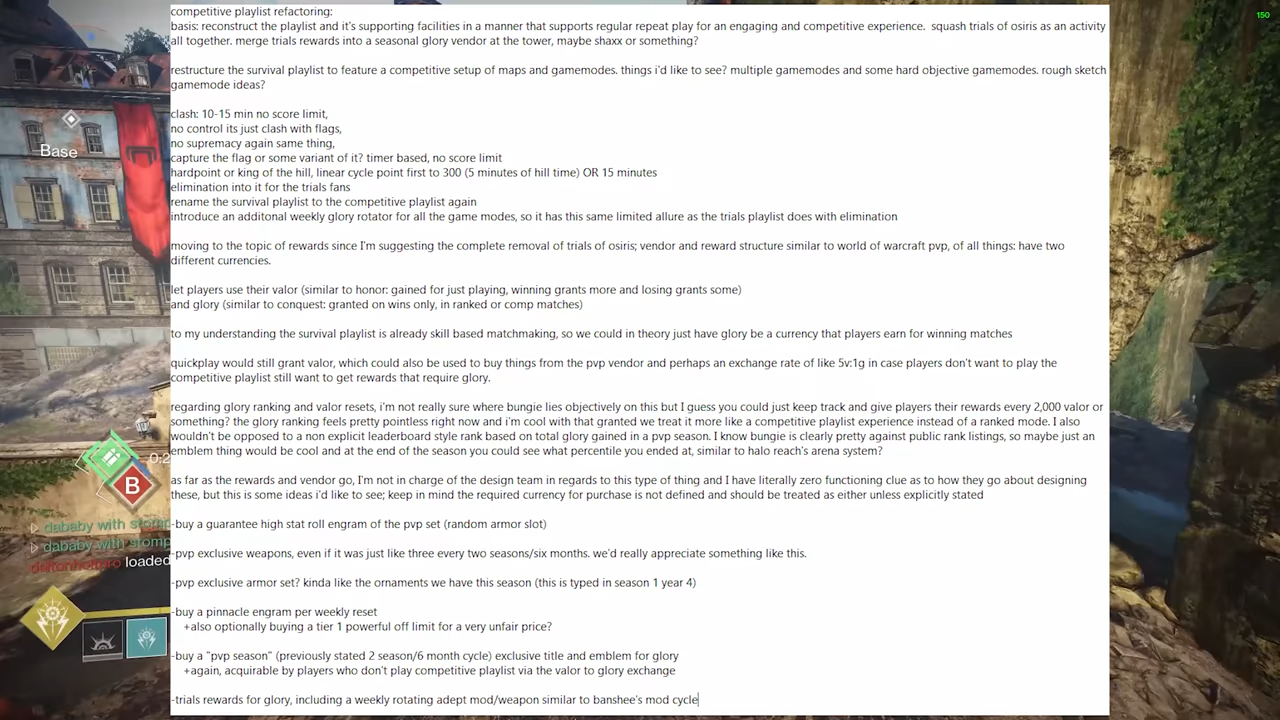 150
competitive playlist refactoring:
basis: reconstruct the playlist and it's supporting facilities in a manner that supports regular repeat play for an engaging and competitive experience.  squash trials of osiris as an activity
all together. merge trials rewards into a seasonal glory vendor at the tower, maybe shaxx or something?
restructure the survival playlist to feature a competitive setup of maps and gamemodes. things i'd like to see? multiple gamemodes and some hard objective gamemodes. rough sketch
gamemode ideas?
clash: 10-15 min no score limit,
no control its just clash with flags,
no supremacy again same thing,
capture the flag or some variant of it? timer based, no score limit
hardpoint or king of the hill, linear cycle point first to 300 (5 minutes of hill time) OR 15 minutes
elimination into it for the trials fans
rename the survival playlist to the competitive playlist again
introduce an additonal weekly glory rotator for all the game modes, so it has this same limited allure as the trials playlist does with elimination
moving to the topic of rewards since I'm suggesting the complete removal of trials of osiris; vendor and reward structure similar to world of warcraft pvp, of all things: have two
different currencies.
let players use their valor (similar to honor: gained for just playing, winning grants more and losing grants some)
and glory (similar to conquest: granted on wins only, in ranked or comp matches)
to my understanding the survival playlist is already skill based matchmaking, so we could in theory just have glory be a currency that players earn for winning matches
quickplay would still grant valor, which could also be used to buy things from the pvp vendor and perhaps an exchange rate of like 5v:1g in case players don't want to play the
competitive playlist still want to get rewards that require glory.
regarding glory ranking and valor resets, i'm not really sure where bungie lies objectively on this but I guess you could just keep track and give players their rewards every 2,000 valor or
something? the glory ranking feels pretty pointless right now and i'm cool with that granted we treat it more like a competitive playlist experience instead of a ranked mode. I also
wouldn't be opposed to a non explicit leaderboard style rank based on total glory gained in a pvp season. I know bungie is clearly pretty against public rank listings, so maybe just an
emblem thing would be cool and at the end of the season you could see what percentile you ended at, similar to halo reach's arena system?
as far as the rewards and vendor go, I'm not in charge of the design team in regards to this type of thing and I have literally zero functioning clue as to how they go about designing
these, but this is some ideas i'd like to see; keep in mind the required currency for purchase is not defined and should be treated as either unless explicitly stated
-buy a guarantee high stat roll engram of the pvp set (random armor slot)
-pvp exclusive weapons, even if it was just like three every two seasons/six months. we'd really appreciate something like this.
-pvp exclusive armor set? kinda like the ornaments we have this season (this is typed in season 1 year 4)
-buy a pinnacle engram per weekly reset
+also optionally buying a tier 1 powerful off limit for a very unfair price?
-buy a "pvp season" (previously stated 2 season/6 month cycle) exclusive title and emblem for glory
+again, acquirable by players who don't play competitive playlist via the valor to glory exchange
-trials rewards for glory, including a weekly rotating adept mod/weapon similar to banshee's mod cycle
Base
0:2
B
dababy with stomp
dababy with stomp
loaded